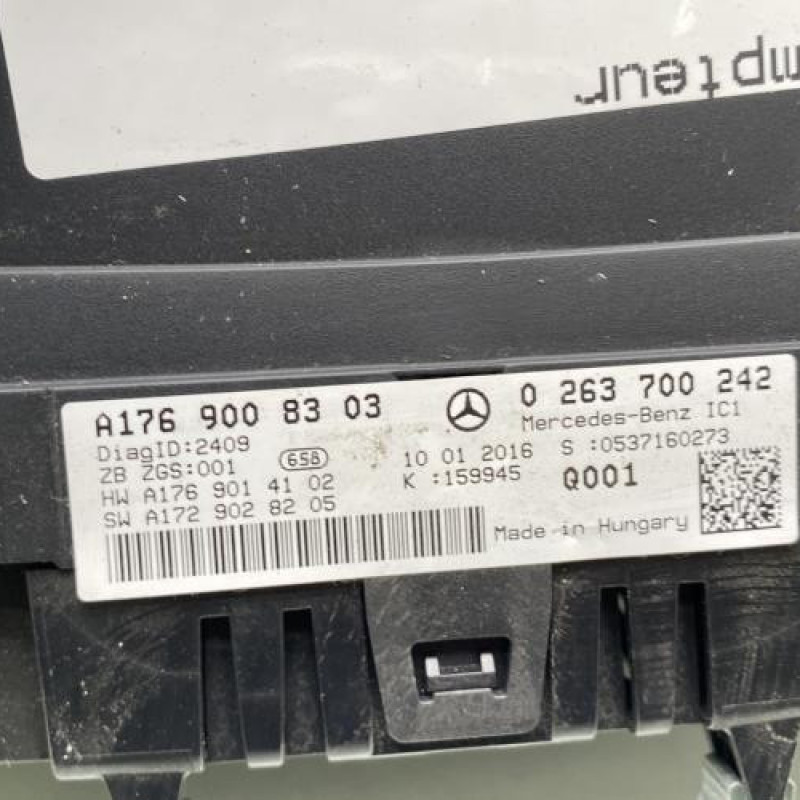 mpteur
A176 900 83 03
0 263 700 242
Mercedes-Benz IC1
DiagID:2409
ZB ZGS:001
658
10 01 2016
S :0537160273
HW A176 901 41 02
K :159945
Q001
SW A172 902 82 05
Made in Hungary